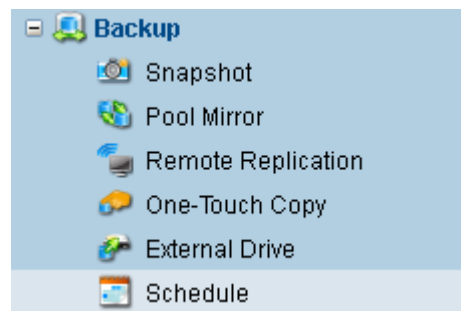 Backup
Snapshot
Pool Mirror
Remote Replication
One-Touch Copy
External Drive
Schedule